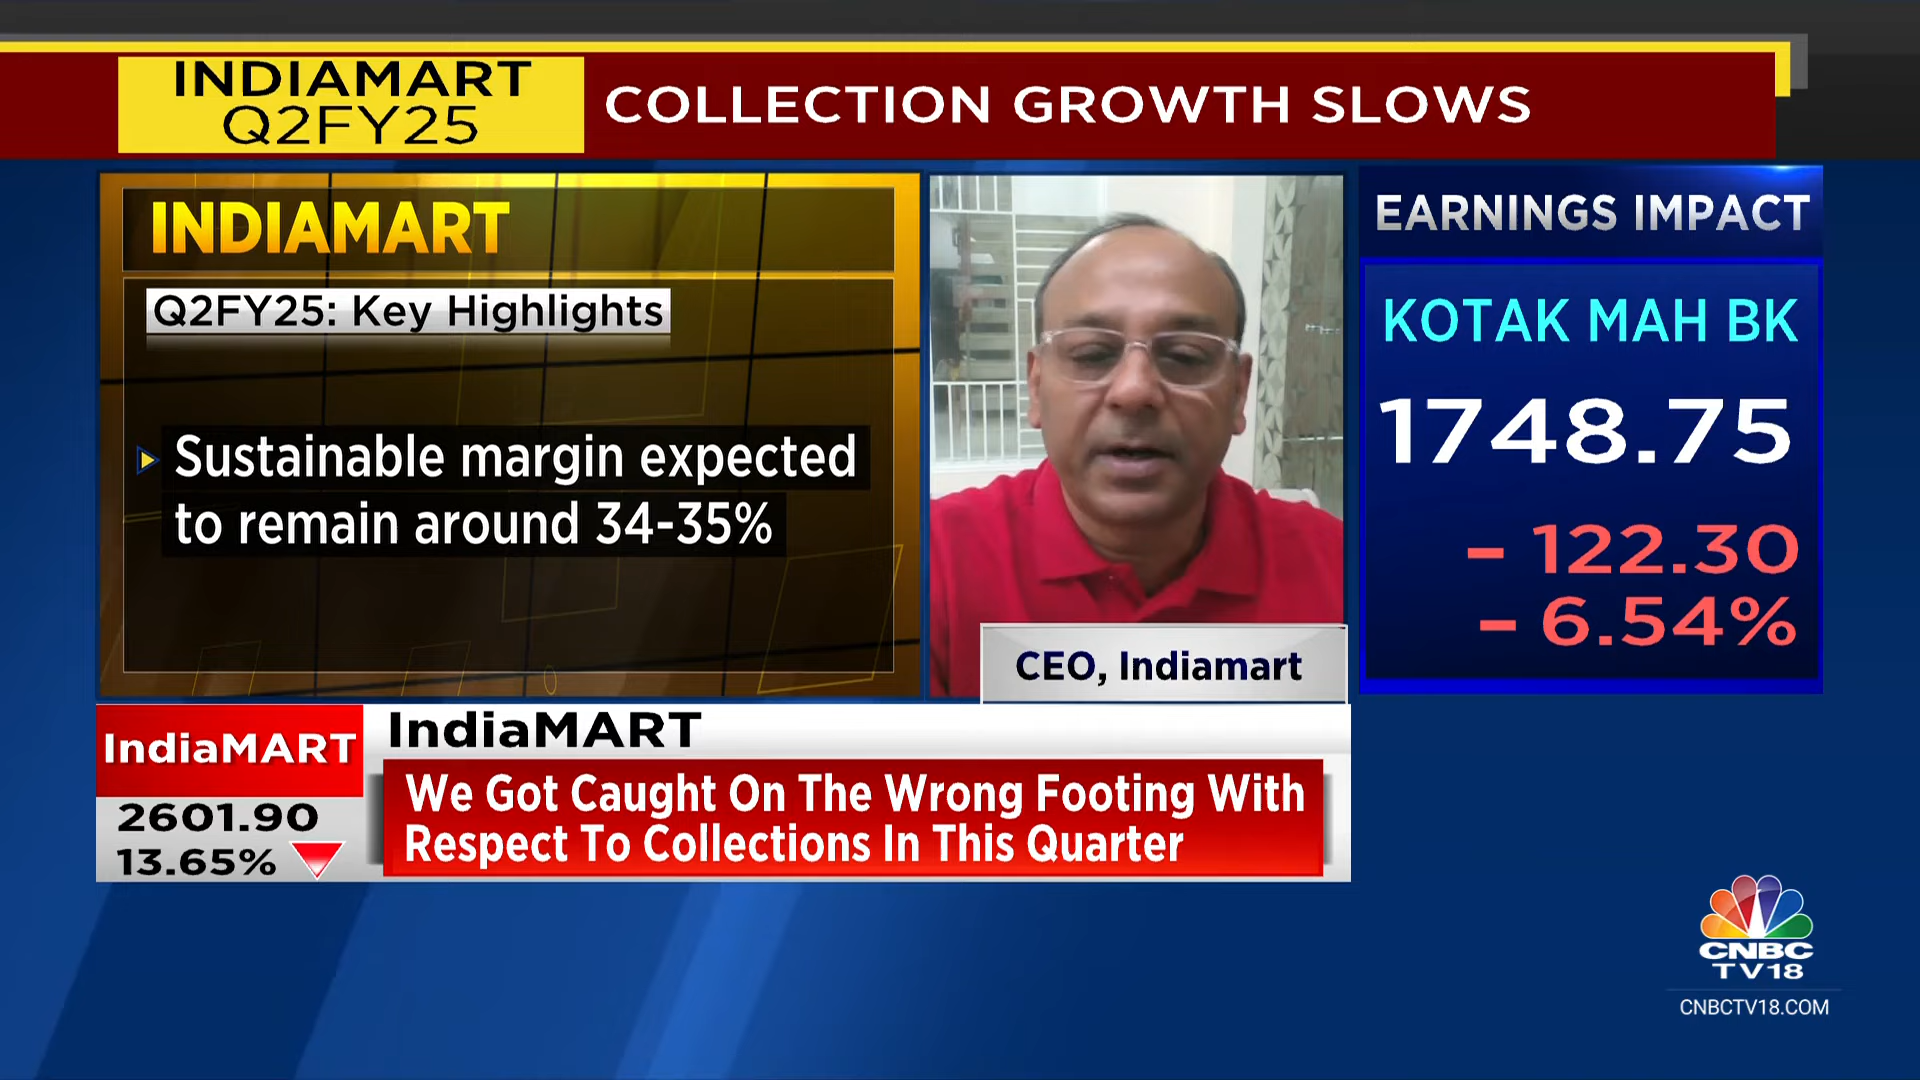 INDIAMART
Q2FY25
COLLECTION GROWTH SLOWS
INDIAMART
Q2FY25: Key Highlights
Sustainable margin expected
to remain around 34-35%
CEO, Indiamart
EARNINGS IMPACT
KOTAK MAH BK
1748.75
- 122.30
- 6.54%
IndiaMART
2601.90
13.65%
IndiaMART
We Got Caught On The Wrong Footing With
Respect To Collections In This Quarter
CNBC
TV18
CNBCTV18.COM